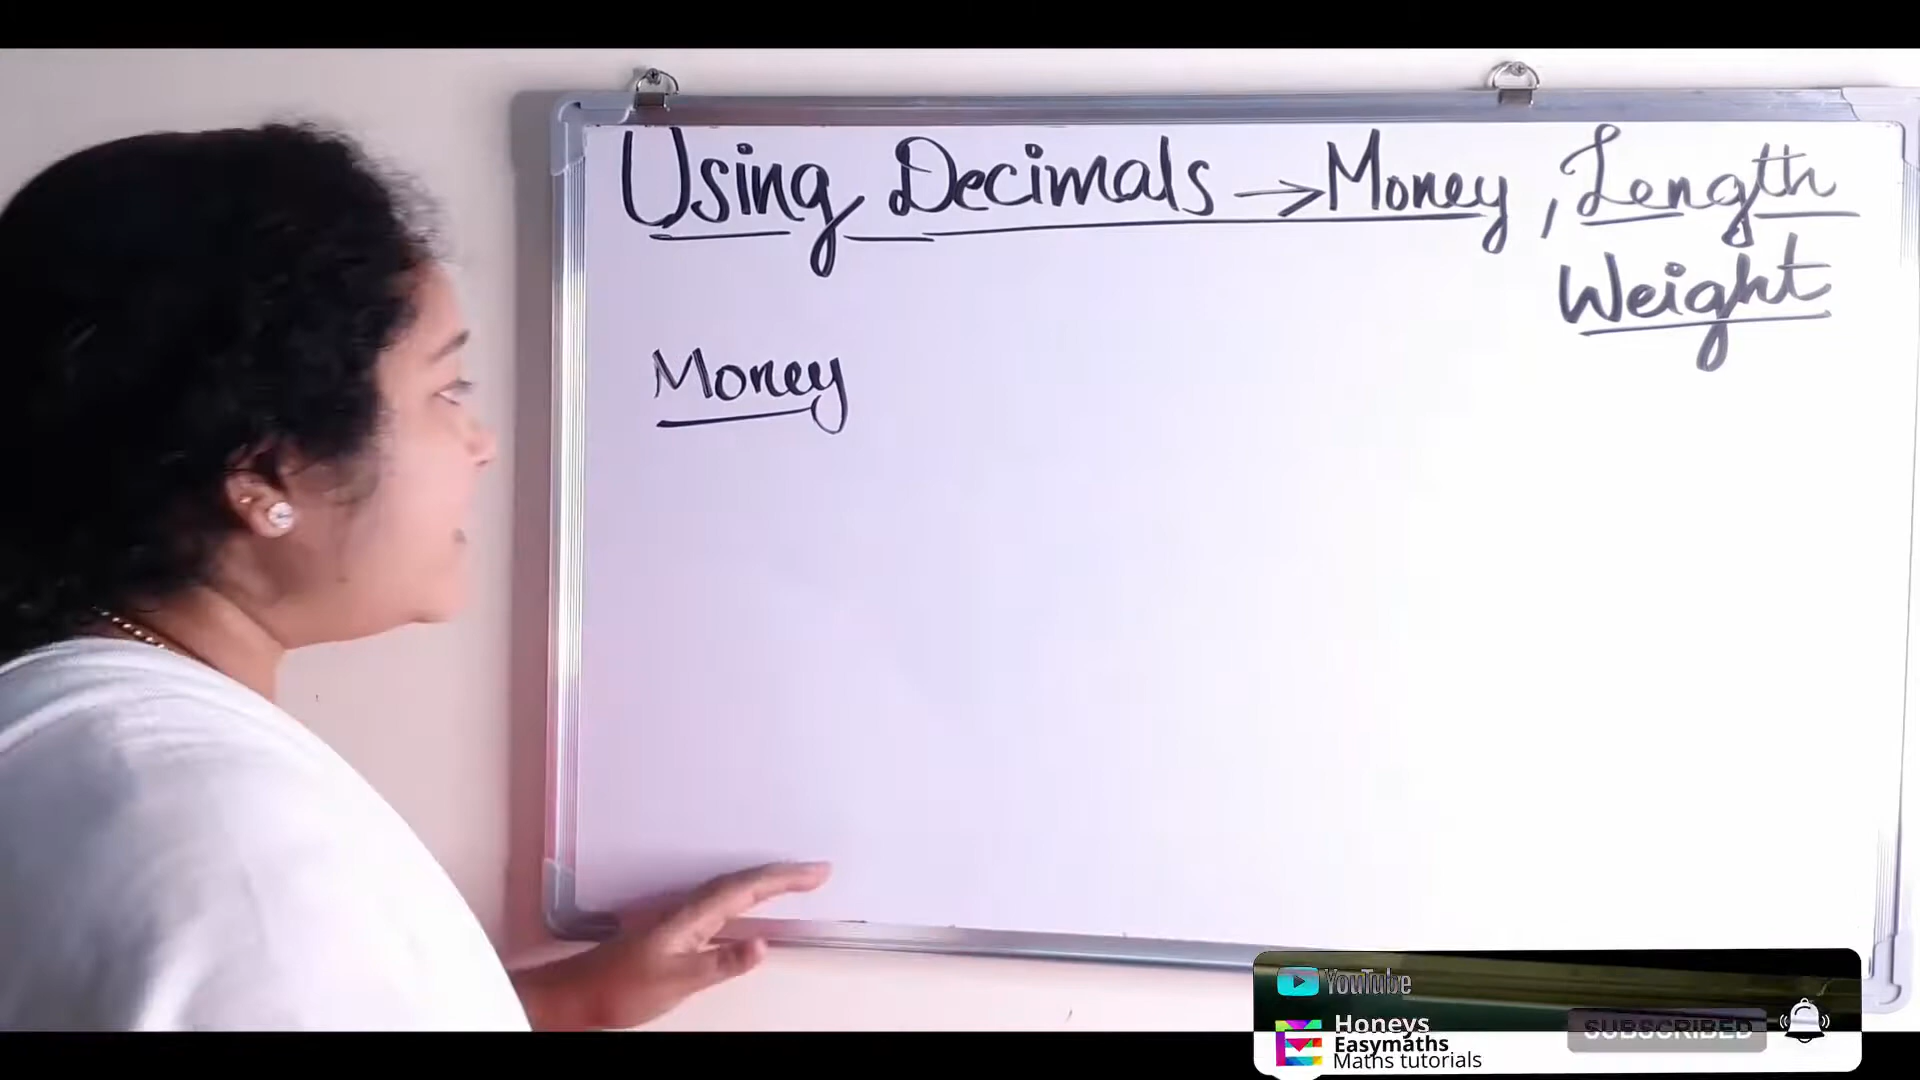 Using Decimals → Money, Length
Weight
Money
YouTube
Honeys
Easymaths
Maths tutorials
SUBSCRIBED